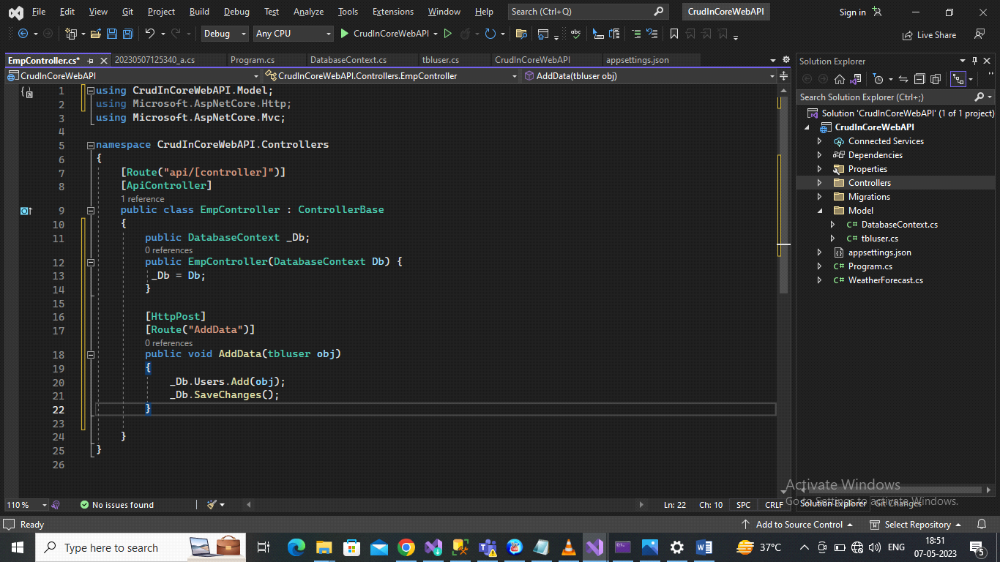 File Edit View Git Project Build Debug Test Analyze Tools Extensions Window Help Search (Ctrl+Q) CrudInCoreWebAPI Sign in
Debug Any CPU CrudInCoreWebAPI Live Share
EmpController.cs* 20230507125340_a.cs Program.cs DatabaseContext.cs tbluser.cs CrudInCoreWebAPI appsettings.json
CrudInCoreWebAPI CrudInCoreWebAPI.Controllers.EmpController AddData(tbluser obj)
1 using CrudInCoreWebAPI.Model;
2 using Microsoft.AspNetCore.Http;
3 using Microsoft.AspNetCore.Mvc;
4
5 namespace CrudInCoreWebAPI.Controllers
6 {
7 [Route("api/[controller]")]
8 [ApiController]
1 reference
9 public class EmpController : ControllerBase
10 {
11 public DatabaseContext _Db;
0 references
12 public EmpController(DatabaseContext Db) {
13 _Db = Db;
14 }
15
16 [HttpPost]
17 [Route("AddData")]
0 references
18 public void AddData(tbluser obj)
19 {
20 _Db.Users.Add(obj);
21 _Db.SaveChanges();
22 }
23
24 }
25 }
26
110 % No issues found Ln: 22 Ch: 10 SPC CRLF
Solution Explorer
Search Solution Explorer (Ctrl+;)
Solution 'CrudInCoreWebAPI' (1 of 1 project)
CrudInCoreWebAPI
Connected Services
Dependencies
Properties
Controllers
Migrations
Model
C# DatabaseContext.cs
C# tbluser.cs
appsettings.json
C# Program.cs
C# WeatherForecast.cs
Activate Windows
Go to Settings to activate Windows.
Solution Explorer Git Changes
Ready Add to Source Control Select Repository
Type here to search 37°C ENG 18:51
07-05-2023 5